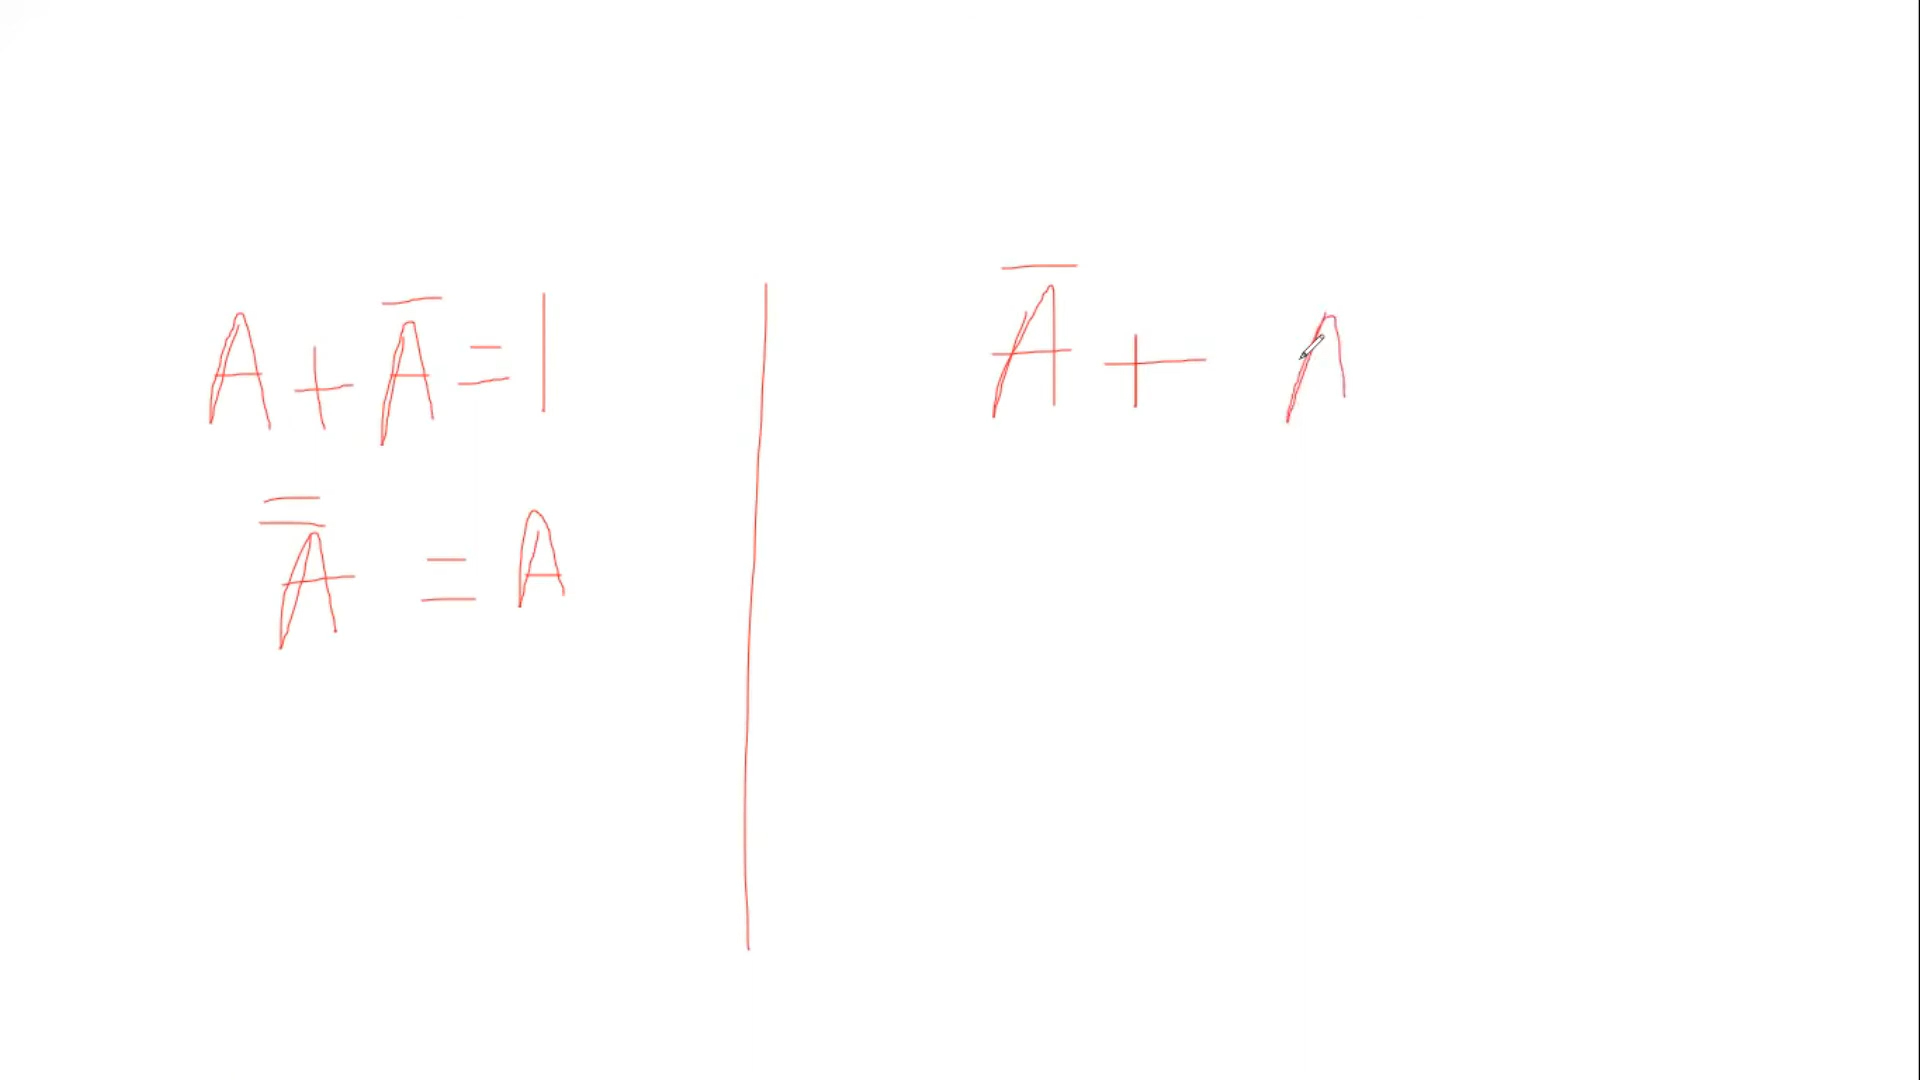 A + A̅ = 1
A̿ = A
A̅ +